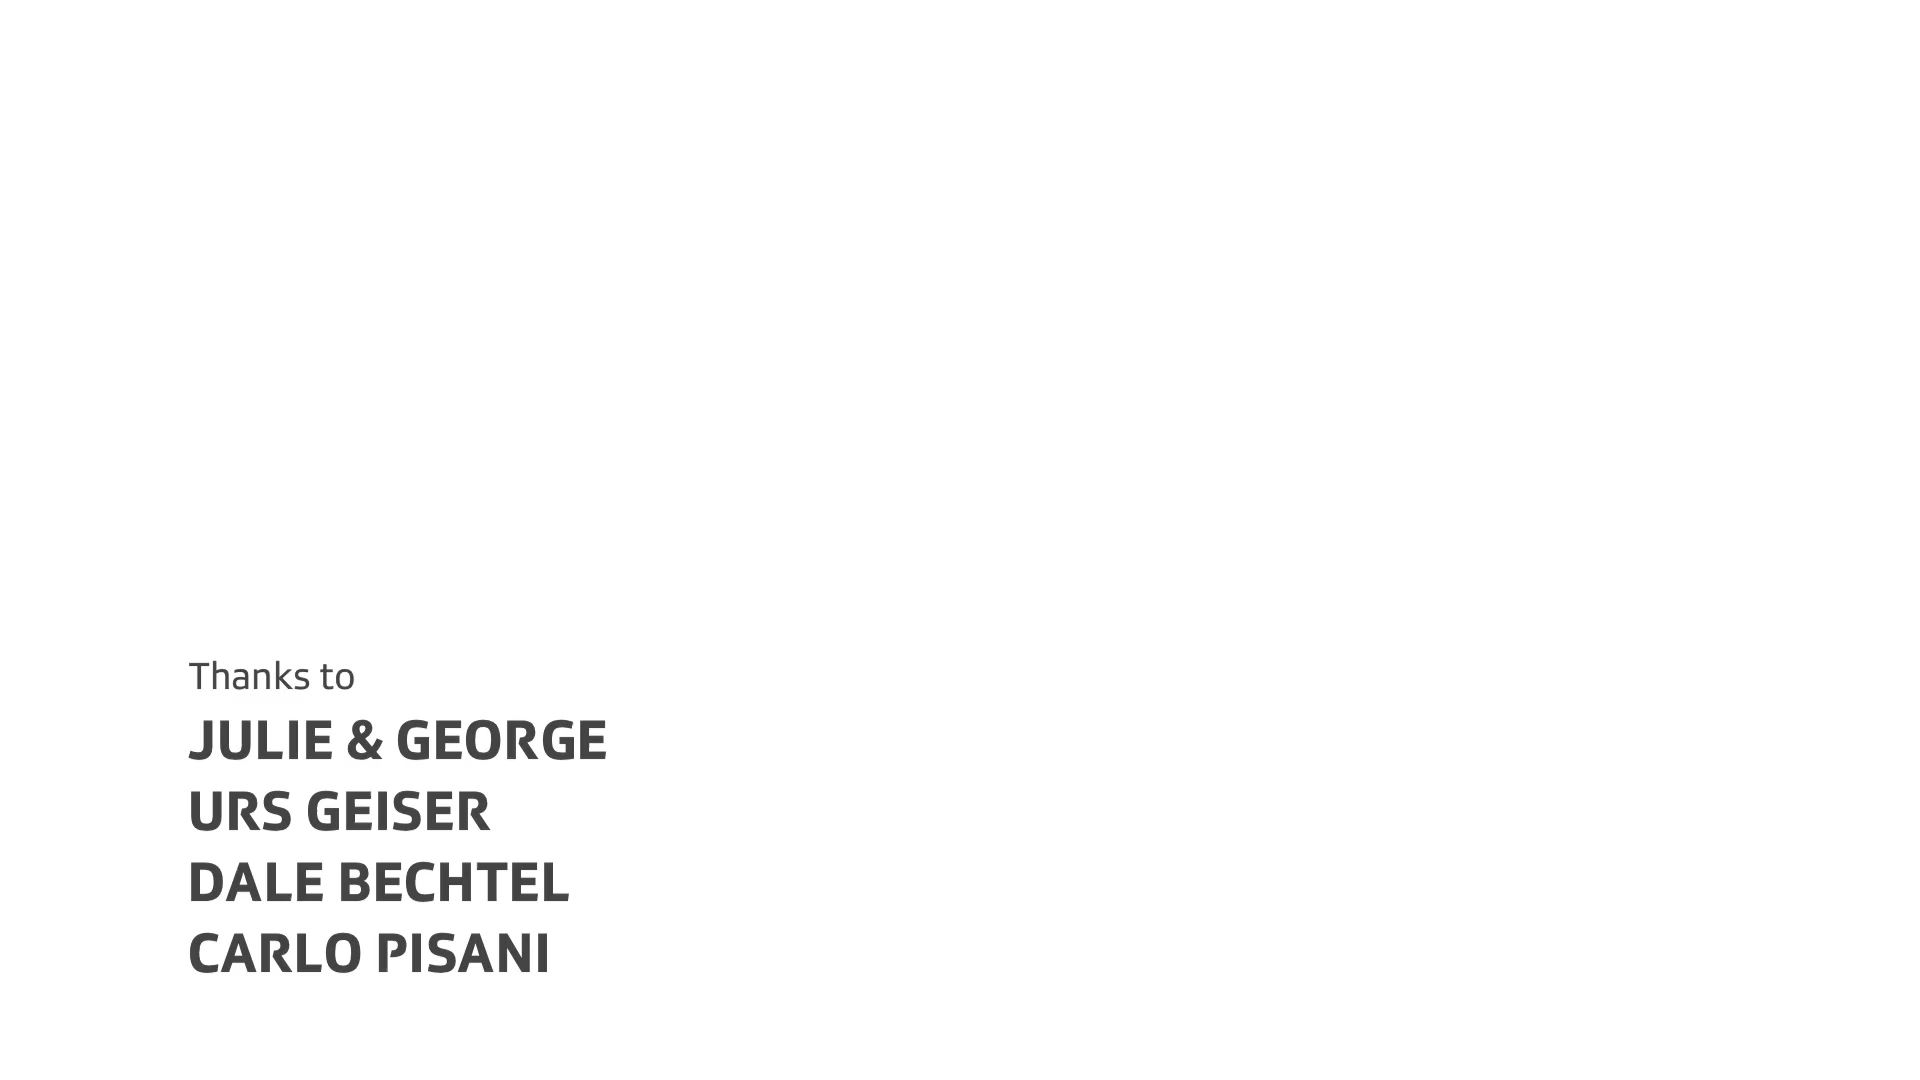 Thanks to
JULIE & GEORGE
URS GEISER
DALE BECHTEL
CARLO PISANI